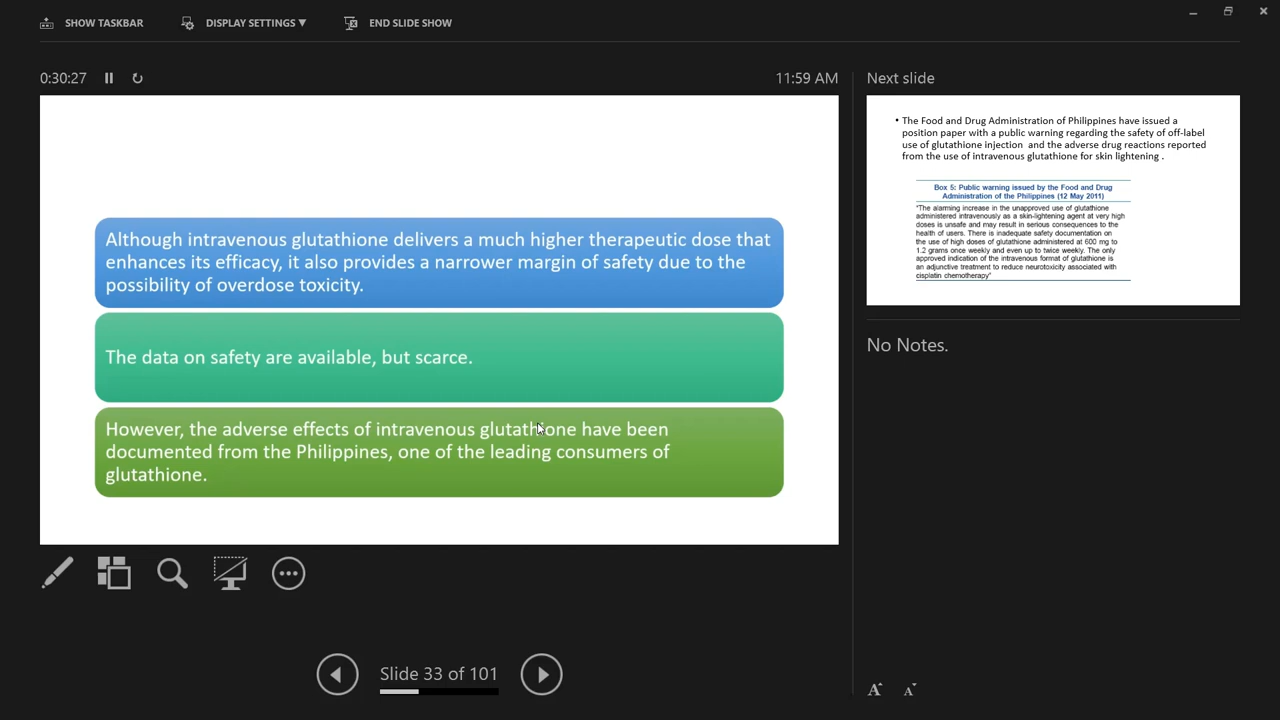 SHOW TASKBAR
DISPLAY SETTINGS ▼
END SLIDE SHOW
0:30:27
11:59 AM
Although intravenous glutathione delivers a much higher therapeutic dose that
enhances its efficacy, it also provides a narrower margin of safety due to the
possibility of overdose toxicity.
The data on safety are available, but scarce.
However, the adverse effects of intravenous glutathione have been
documented from the Philippines, one of the leading consumers of
glutathione.
Slide 33 of 101
Next slide
• The Food and Drug Administration of Philippines have issued a
position paper with a public warning regarding the safety of off-label
use of glutathione injection and the adverse drug reactions reported
from the use of intravenous glutathione for skin lightening .
Box 5: Public warning issued by the Food and Drug
Administration of the Philippines (12 May 2011)
"The alarming increase in the unapproved use of glutathione
administered intravenously as a skin-lightening agent at very high
doses is unsafe and may result in serious consequences to the
health of users. There is inadequate safety documentation on
the use of high doses of glutathione administered at 600 mg to
1.2 grams once weekly and even up to twice weekly. The only
approved indication of the intravenous format of glutathione is
an adjunctive treatment to reduce neurotoxicity associated with
cisplatin chemotherapy"
No Notes.
A A